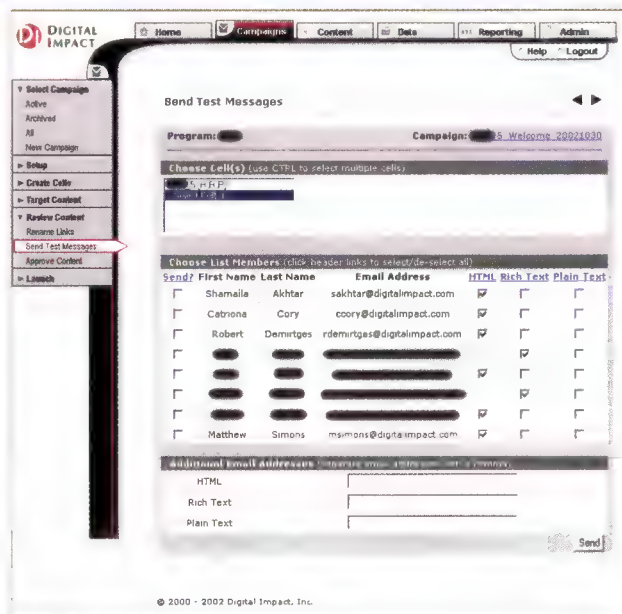 DIGITAL IMPACT
Home Campaigns Content Data Reporting Admin
Help Logout
Select Campaign
Active
Archived
All
New Campaign
Setup
Create Cells
Target Content
Review Content
Rename Links
Send Test Messages
Approve Content
Launch
Send Test Messages
Program: Campaign: 5 Welcome 20021030
Choose Cell(s) (use CTRL to select multiple cells)
Choose List Members (click header links to select/de-select all)
Send? First Name Last Name Email Address HTML Rich Text Plain Text
Shamaila Akhtar sakhtar@digitalimpact.com
Catriona Cory ccory@digitalimpact.com
Robert Demirtges rdemirtges@digitalimpact.com
Matthew Simons msimons@digitalimpact.com
Additional Email Addresses
HTML
Rich Text
Plain Text
Send
© 2000 - 2002 Digital Impact, Inc.